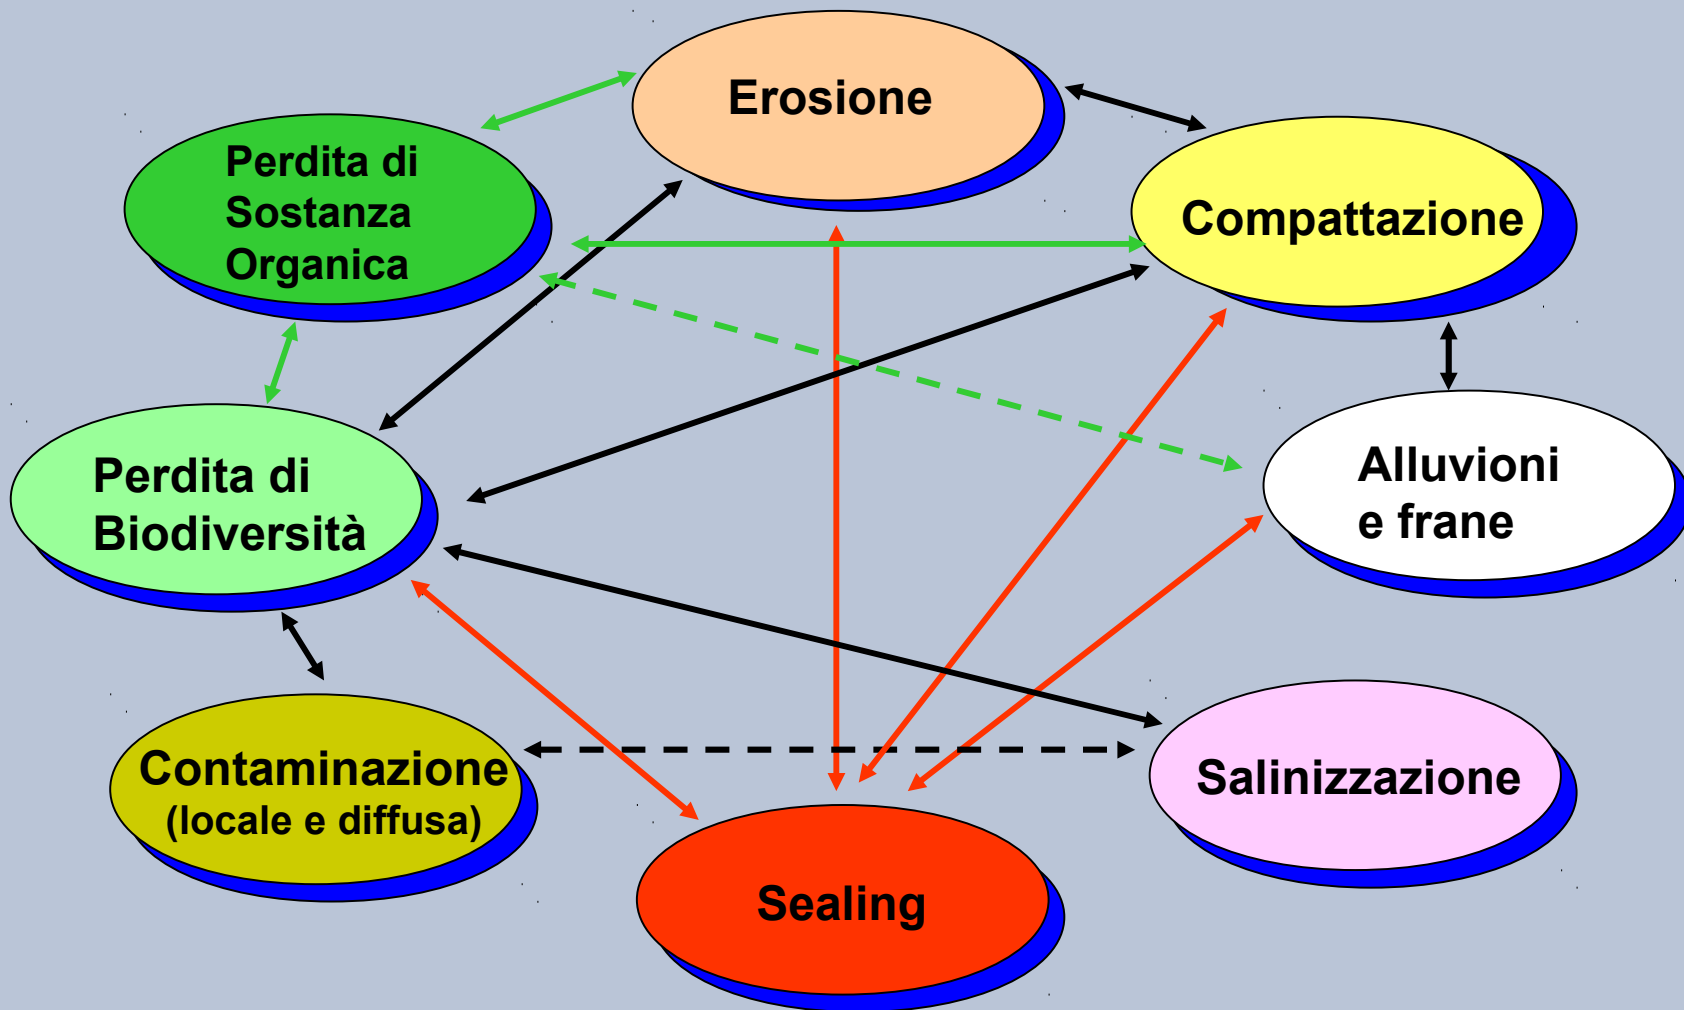 Erosione
Perdita di
Sostanza
Organica
Compattazione
Perdita di
Biodiversità
Alluvioni
e frane
Contaminazione
(locale e diffusa)
Salinizzazione
Sealing